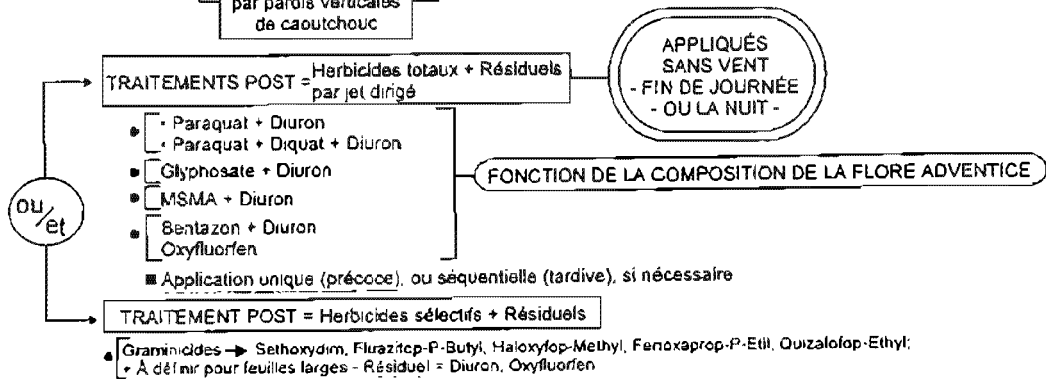 par parois verticales
de caoutchouc
APPLIQUÉS
SANS VENT
- FIN DE JOURNÉE
- OU LA NUIT -
TRAITEMENTS POST = Herbicides totaux + Résiduels
par jet dirigé
• Paraquat + Diuron
• Paraquat + Diquat + Diuron
Glyphosate + Diuron
MSMA + Diuron
Bentazon + Diuron
Oxyfluorfen
FONCTION DE LA COMPOSITION DE LA FLORE ADVENTICE
ou/et
■ Application unique (précoce), ou séquentielle (tardive), si nécessaire
TRAITEMENT POST = Herbicides sélectifs + Résiduels
Graminicides → Sethoxydim, Fluazifop-P-Butyl, Haloxyfop-Methyl, Fenoxaprop-P-Etil, Quizalofop-Ethyl;
+ À définir pour feuilles larges - Résiduel = Diuron, Oxyfluorfen